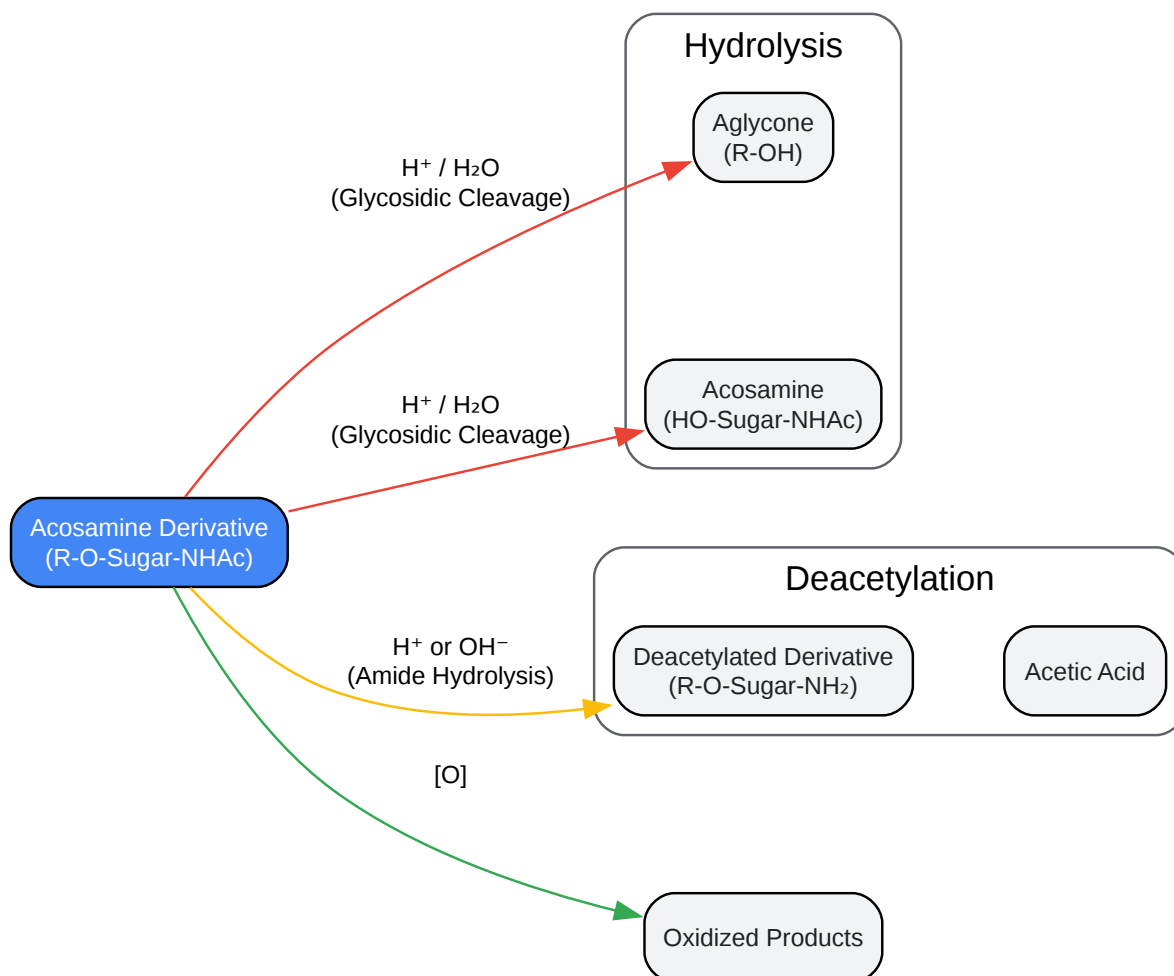 Hydrolysis
Aglycone
(R-OH)
H⁺ / H₂O
(Glycosidic Cleavage)
Acosamine
(HO-Sugar-NHAc)
H⁺ / H₂O
(Glycosidic Cleavage)
Acosamine Derivative
(R-O-Sugar-NHAc)
Deacetylation
H⁺ or OH⁻
(Amide Hydrolysis)
Deacetylated Derivative
(R-O-Sugar-NH₂)
Acetic Acid
[O]
Oxidized Products